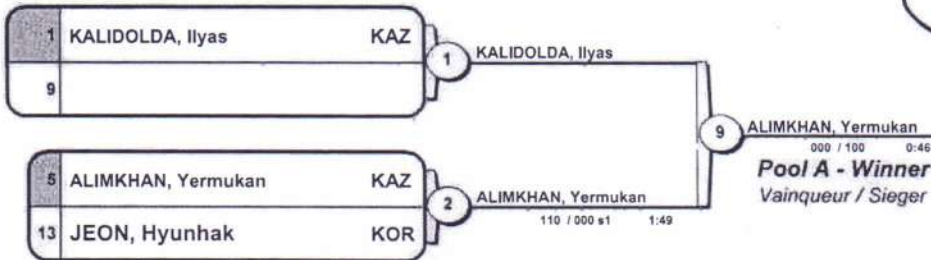 1 KALIDOLDA, Ilyas KAZ
9
1 KALIDOLDA, Ilyas
9 ALIMKHAN, Yermukan
000 / 100 0:46
Pool A - Winner
Vainqueur / Sieger
5 ALIMKHAN, Yermukan KAZ
13 JEON, Hyunhak KOR
2 ALIMKHAN, Yermukan
110 / 000 s1 1:49